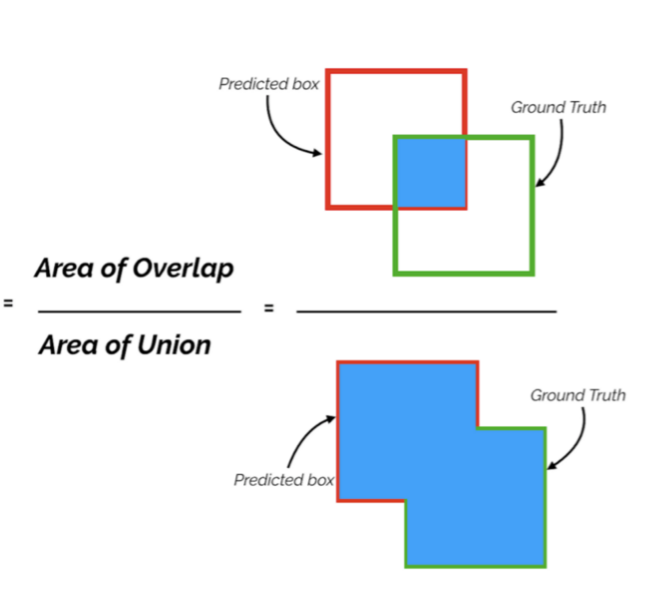 Predicted box
Ground Truth
= Area of Overlap =
Area of Union
Ground Truth
Predicted box